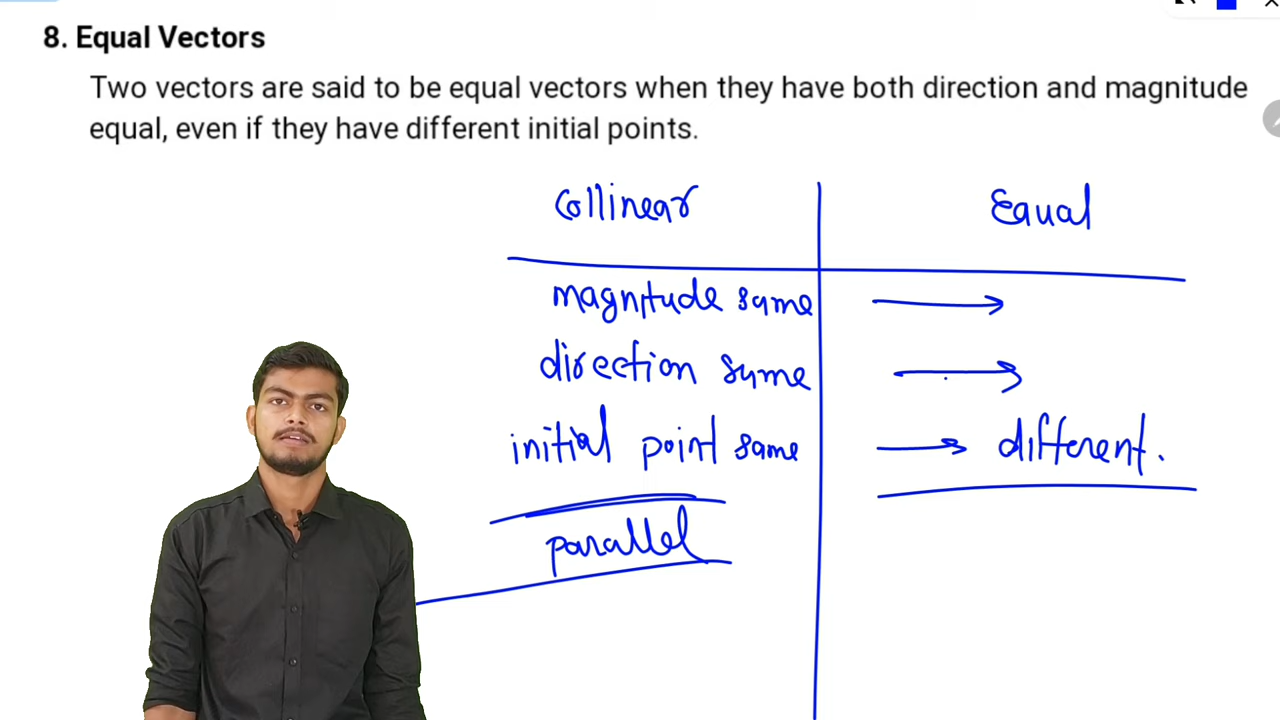 8. Equal Vectors
Two vectors are said to be equal vectors when they have both direction and magnitude
equal, even if they have different initial points.
Collinear Equal
magnitude same
direction same
initial point same different.
parallel